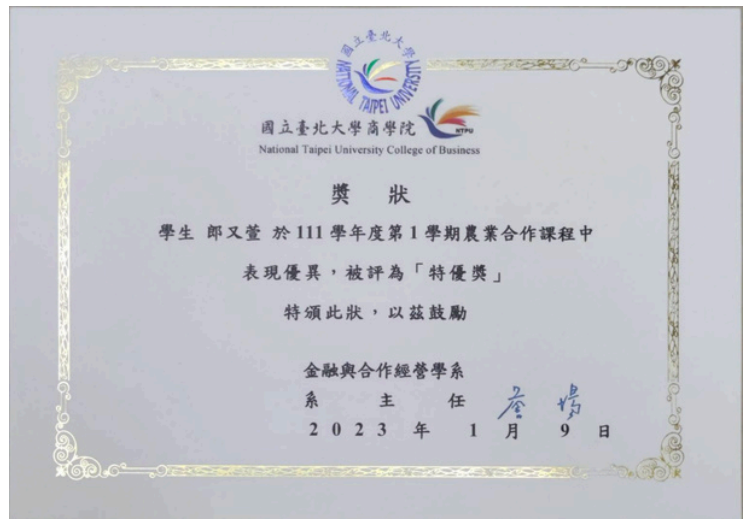 國立臺北大學
NATIONAL TAIPEI UNIVERSITY
國立臺北大學商學院
NTPU
National Taipei University College of Business
獎 狀
學生 郎又萱 於 111 學年度第 1 學期農業合作課程中
表現優異，被評為「特優獎」
特頒此狀，以茲鼓勵
金融與合作經營學系
系 主 任
2 0 2 3 年 1 月 9 日